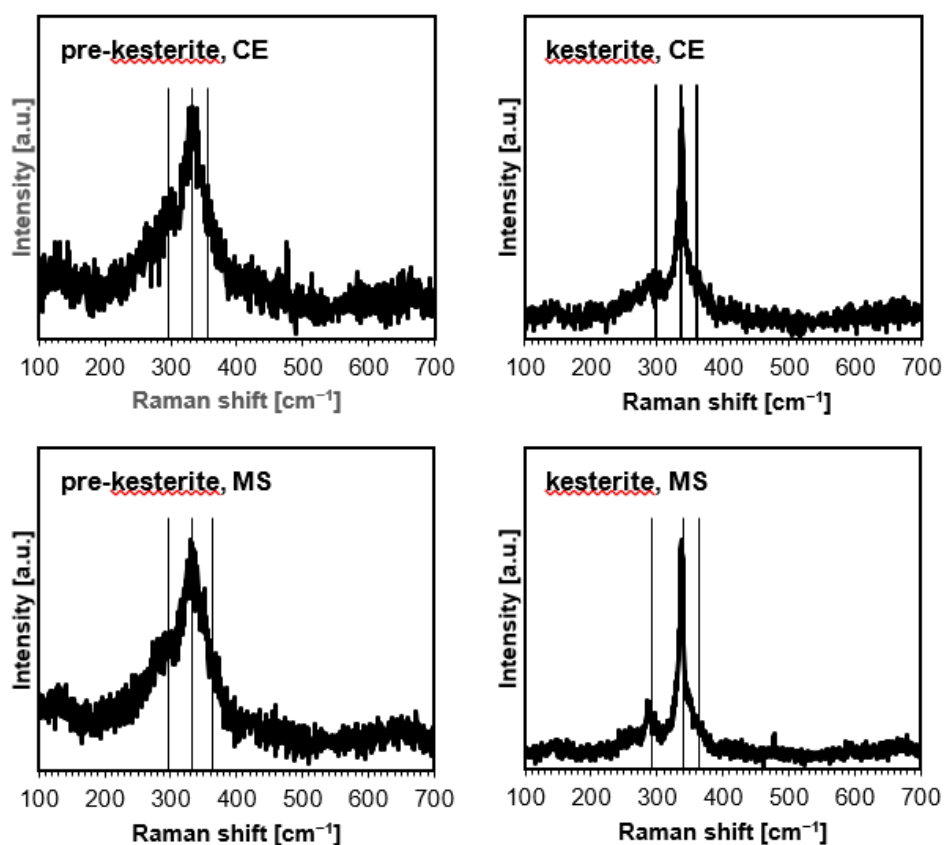 pre-kesterite, CE
Intensity [a.u.]
100 200 300 400 500 600 700
Raman shift [cm⁻¹]
kesterite, CE
Intensity [a.u.]
100 200 300 400 500 600 700
Raman shift [cm⁻¹]
pre-kesterite, MS
Intensity [a.u.]
100 200 300 400 500 600 700
Raman shift [cm⁻¹]
kesterite, MS
Intensity [a.u.]
100 200 300 400 500 600 700
Raman shift [cm⁻¹]